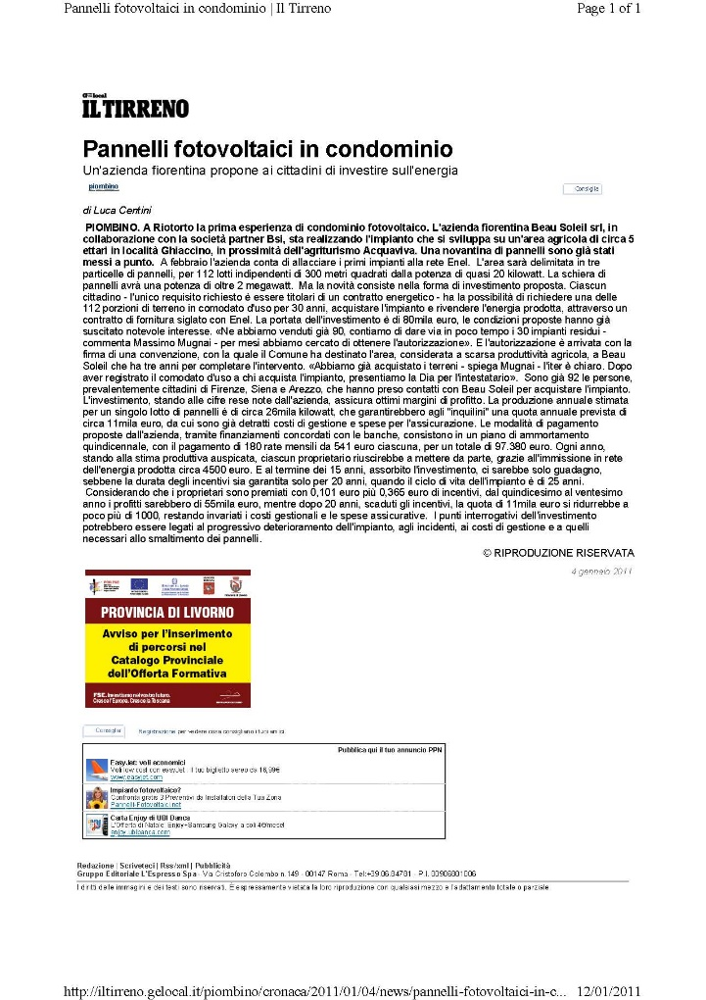 Pannelli fotovoltaici in condominio | Il Tirreno Page 1 of 1
local
IL TIRRENO
Pannelli fotovoltaici in condominio
Un'azienda fiorentina propone ai cittadini di investire sull'energia
piombino Consiglia
di Luca Centini
PIOMBINO. A Riotorto la prima esperienza di condominio fotovoltaico. L'azienda fiorentina Beau Soleil srl, in
collaborazione con la società partner Bsi, sta realizzando l'impianto che si sviluppa su un'area agricola di circa 5
ettari in località Ghiaccino, in prossimità dell'agriturismo Acquaviva. Una novantina di pannelli sono già stati
messi a punto. A febbraio l'azienda conta di allacciare i primi impianti alla rete Enel. L'area sarà delimitata in tre
particelle di pannelli, per 112 lotti indipendenti di 300 metri quadrati dalla potenza di quasi 20 kilowatt. La schiera di
pannelli avrà una potenza di oltre 2 megawatt. Ma la novità consiste nella forma di investimento proposta. Ciascun
cittadino - l'unico requisito richiesto è essere titolari di un contratto energetico - ha la possibilità di richiedere una delle
112 porzioni di terreno in comodato d'uso per 30 anni, acquistare l'impianto e rivendere l'energia prodotta, attraverso un
contratto di fornitura siglato con Enel. La portata dell'investimento è di 80mila euro, le condizioni proposte hanno già
suscitato notevole interesse. «Ne abbiamo venduti già 90, contiamo di dare via in poco tempo i 30 impianti residui -
commenta Massimo Mugnai - per mesi abbiamo cercato di ottenere l'autorizzazione». E l'autorizzazione è arrivata con la
firma di una convenzione, con la quale il Comune ha destinato l'area, considerata a scarsa produttività agricola, a Beau
Soleil che ha tre anni per completare l'intervento. «Abbiamo già acquistato i terreni - spiega Mugnai - l'iter è chiaro. Dopo
aver registrato il comodato d'uso a chi acquista l'impianto, presentiamo la Dia per l'intestatario». Sono già 92 le persone,
prevalentemente cittadini di Firenze, Siena e Arezzo, che hanno preso contatti con Beau Soleil per acquistare l'impianto.
L'investimento, stando alle cifre rese note dall'azienda, assicura ottimi margini di profitto. La produzione annuale stimata
per un singolo lotto di pannelli è di circa 26mila kilowatt, che garantirebbero agli "inquilini" una quota annuale prevista di
circa 11mila euro, da cui sono già detratti costi di gestione e spese per l'assicurazione. Le modalità di pagamento
proposte dall'azienda, tramite finanziamenti concordati con le banche, consistono in un piano di ammortamento
quindicennale, con il pagamento di 180 rate mensili da 541 euro ciascuna, per un totale di 97.380 euro. Ogni anno,
stando alla stima produttiva auspicata, ciascun proprietario riuscirebbe a mettere da parte, grazie all'immissione in rete
dell'energia prodotta circa 4500 euro. E al termine dei 15 anni, assorbito l'investimento, ci sarebbe solo guadagno,
sebbene la durata degli incentivi sia garantita solo per 20 anni, quando il ciclo di vita dell'impianto è di 25 anni.
Considerando che i proprietari sono premiati con 0,101 euro più 0,365 euro di incentivi, dal quindicesimo al ventesimo
anno i profitti sarebbero di 55mila euro, mentre dopo 20 anni, scaduti gli incentivi, la quota di 11mila euro si ridurrebbe a
poco più di 1000, restando invariati i costi gestionali e le spese assicurative. I punti interrogativi dell'investimento
potrebbero essere legati al progressivo deterioramento dell'impianto, agli incidenti, ai costi di gestione e a quelli
necessari allo smaltimento dei pannelli.
© RIPRODUZIONE RISERVATA
4 gennaio 2011
PROVINCIA DI LIVORNO
Avviso per l'inserimento
di percorsi nel
Catalogo Provinciale
dell'Offerta Formativa
FSE. Investiamo nel vostro futuro.
Cresce l'Europa. Cresce la Toscana
Consiglia Registrazione per vedere cosa consigliano i tuoi amici.
Pubblica qui il tuo annuncio PPN
EasyJet: voli economici
Voli low cost con easyJet. Il tuo biglietto aereo da 16,99€
www.easyjet.com
Impianto fotovoltaico?
Confronta gratis 3 Preventivi da Installatori della Tua Zona
Pannelli-Fotovoltaici.net
Carta Enjoy di UBI Banca
L'Offerta di Natale: Enjoy+Samsung Galaxy a soli 4€mese!
enjoy.ubibanca.com
Redazione | Scriveteci | Rss/xml | Pubblicità
Gruppo Editoriale L'Espresso Spa - Via Cristoforo Colombo n.149 - 00147 Roma - Tel:+39.06.84781 - P.I. 00906801006
I diritti delle immagini e dei testi sono riservati. È espressamente vietata la loro riproduzione con qualsiasi mezzo e l'adattamento totale o parziale.
http://iltirreno.gelocal.it/piombino/cronaca/2011/01/04/news/pannelli-fotovoltaici-in-c... 12/01/2011